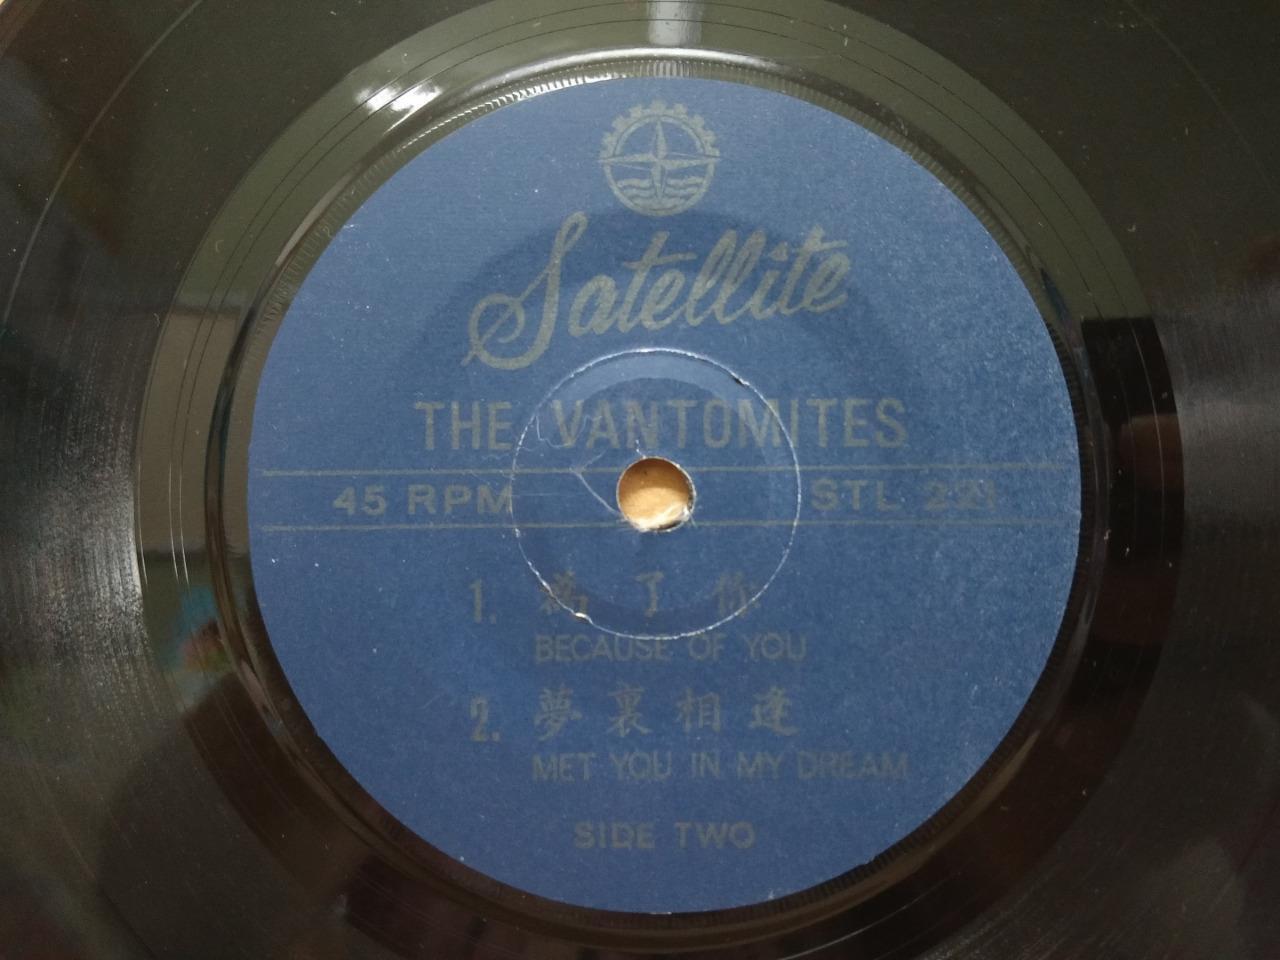 Satellite
THE VANTOMITES
45 RPM STL 221
1. 為了你
BECAUSE OF YOU
2. 夢裏相逢
MET YOU IN MY DREAM
SIDE TWO